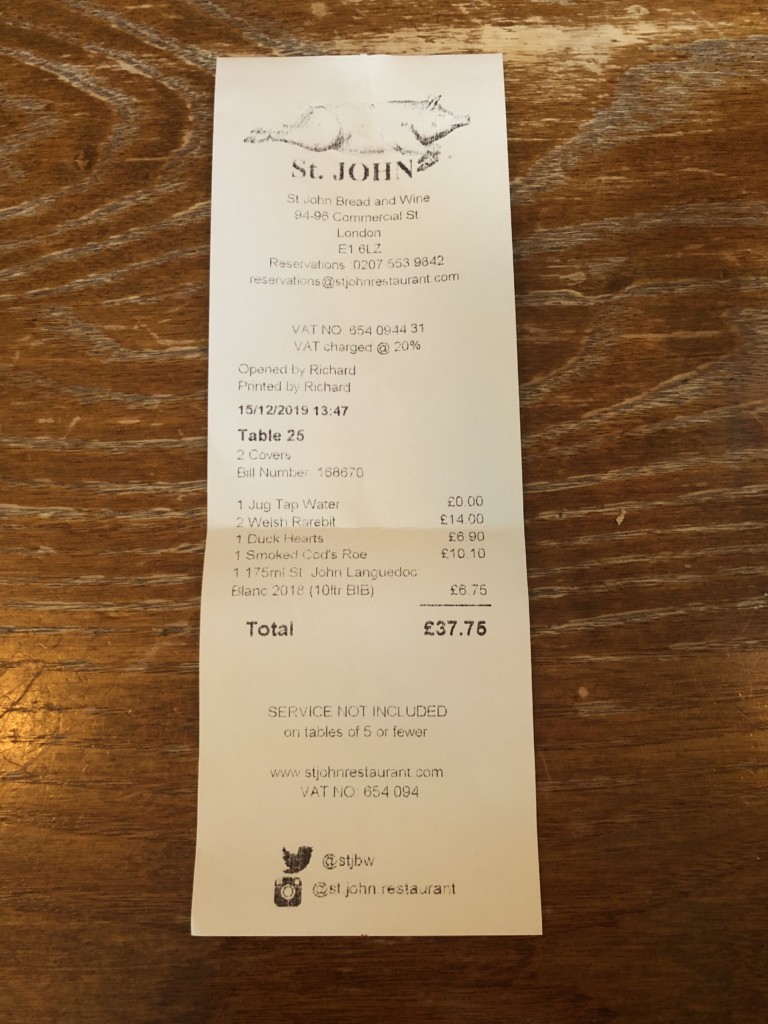 St. JOHN
St John Bread and Wine
94-96 Commercial St
London
E1 6LZ
Reservations 0207 553 9842
reservations@stjohnrestaurant.com
VAT NO 654 0944 31
VAT charged @ 20%
Opened by Richard
Printed by Richard
15/12/2019 13:47
Table 25
2 Covers
Bill Number: 168670
1 Jug Tap Water £0.00
2 Welsh Rarebit £14.00
1 Duck Hearts £6.90
1 Smoked Cod's Roe £10.10
1 175ml St. John Languedoc
Blanc 2018 (10ltr BIB) £6.75
Total £37.75
SERVICE NOT INCLUDED
on tables of 5 or fewer
www.stjohnrestaurant.com
VAT NO: 654 094
@stjbw
@st.john.restaurant